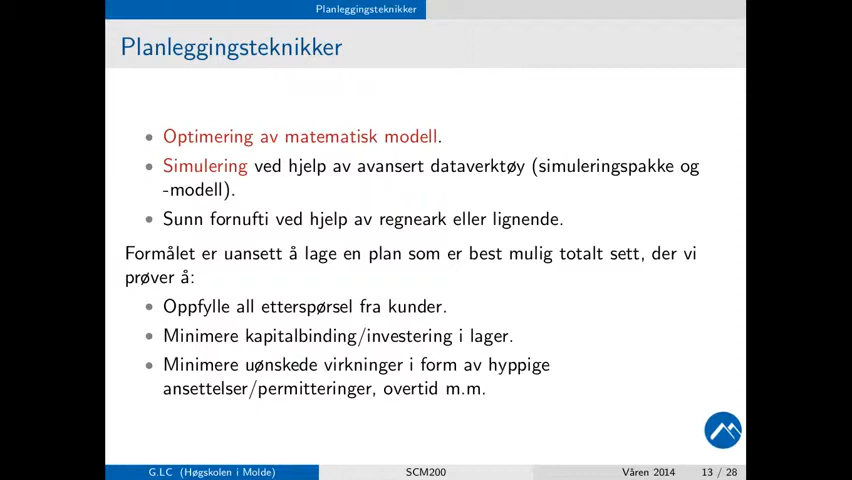 Planleggingsteknikker
Planleggingsteknikker
• Optimering av matematisk modell.
• Simulering ved hjelp av avansert dataverktøy (simuleringspakke og
-modell).
• Sunn fornufti ved hjelp av regneark eller lignende.
Formålet er uansett å lage en plan som er best mulig totalt sett, der vi
prøver å:
• Oppfylle all etterspørsel fra kunder.
• Minimere kapitalbinding/investering i lager.
• Minimere uønskede virkninger i form av hyppige
ansettelser/permitteringer, overtid m.m.
G.LC (Høgskolen i Molde) SCM200 Våren 2014 13 / 28